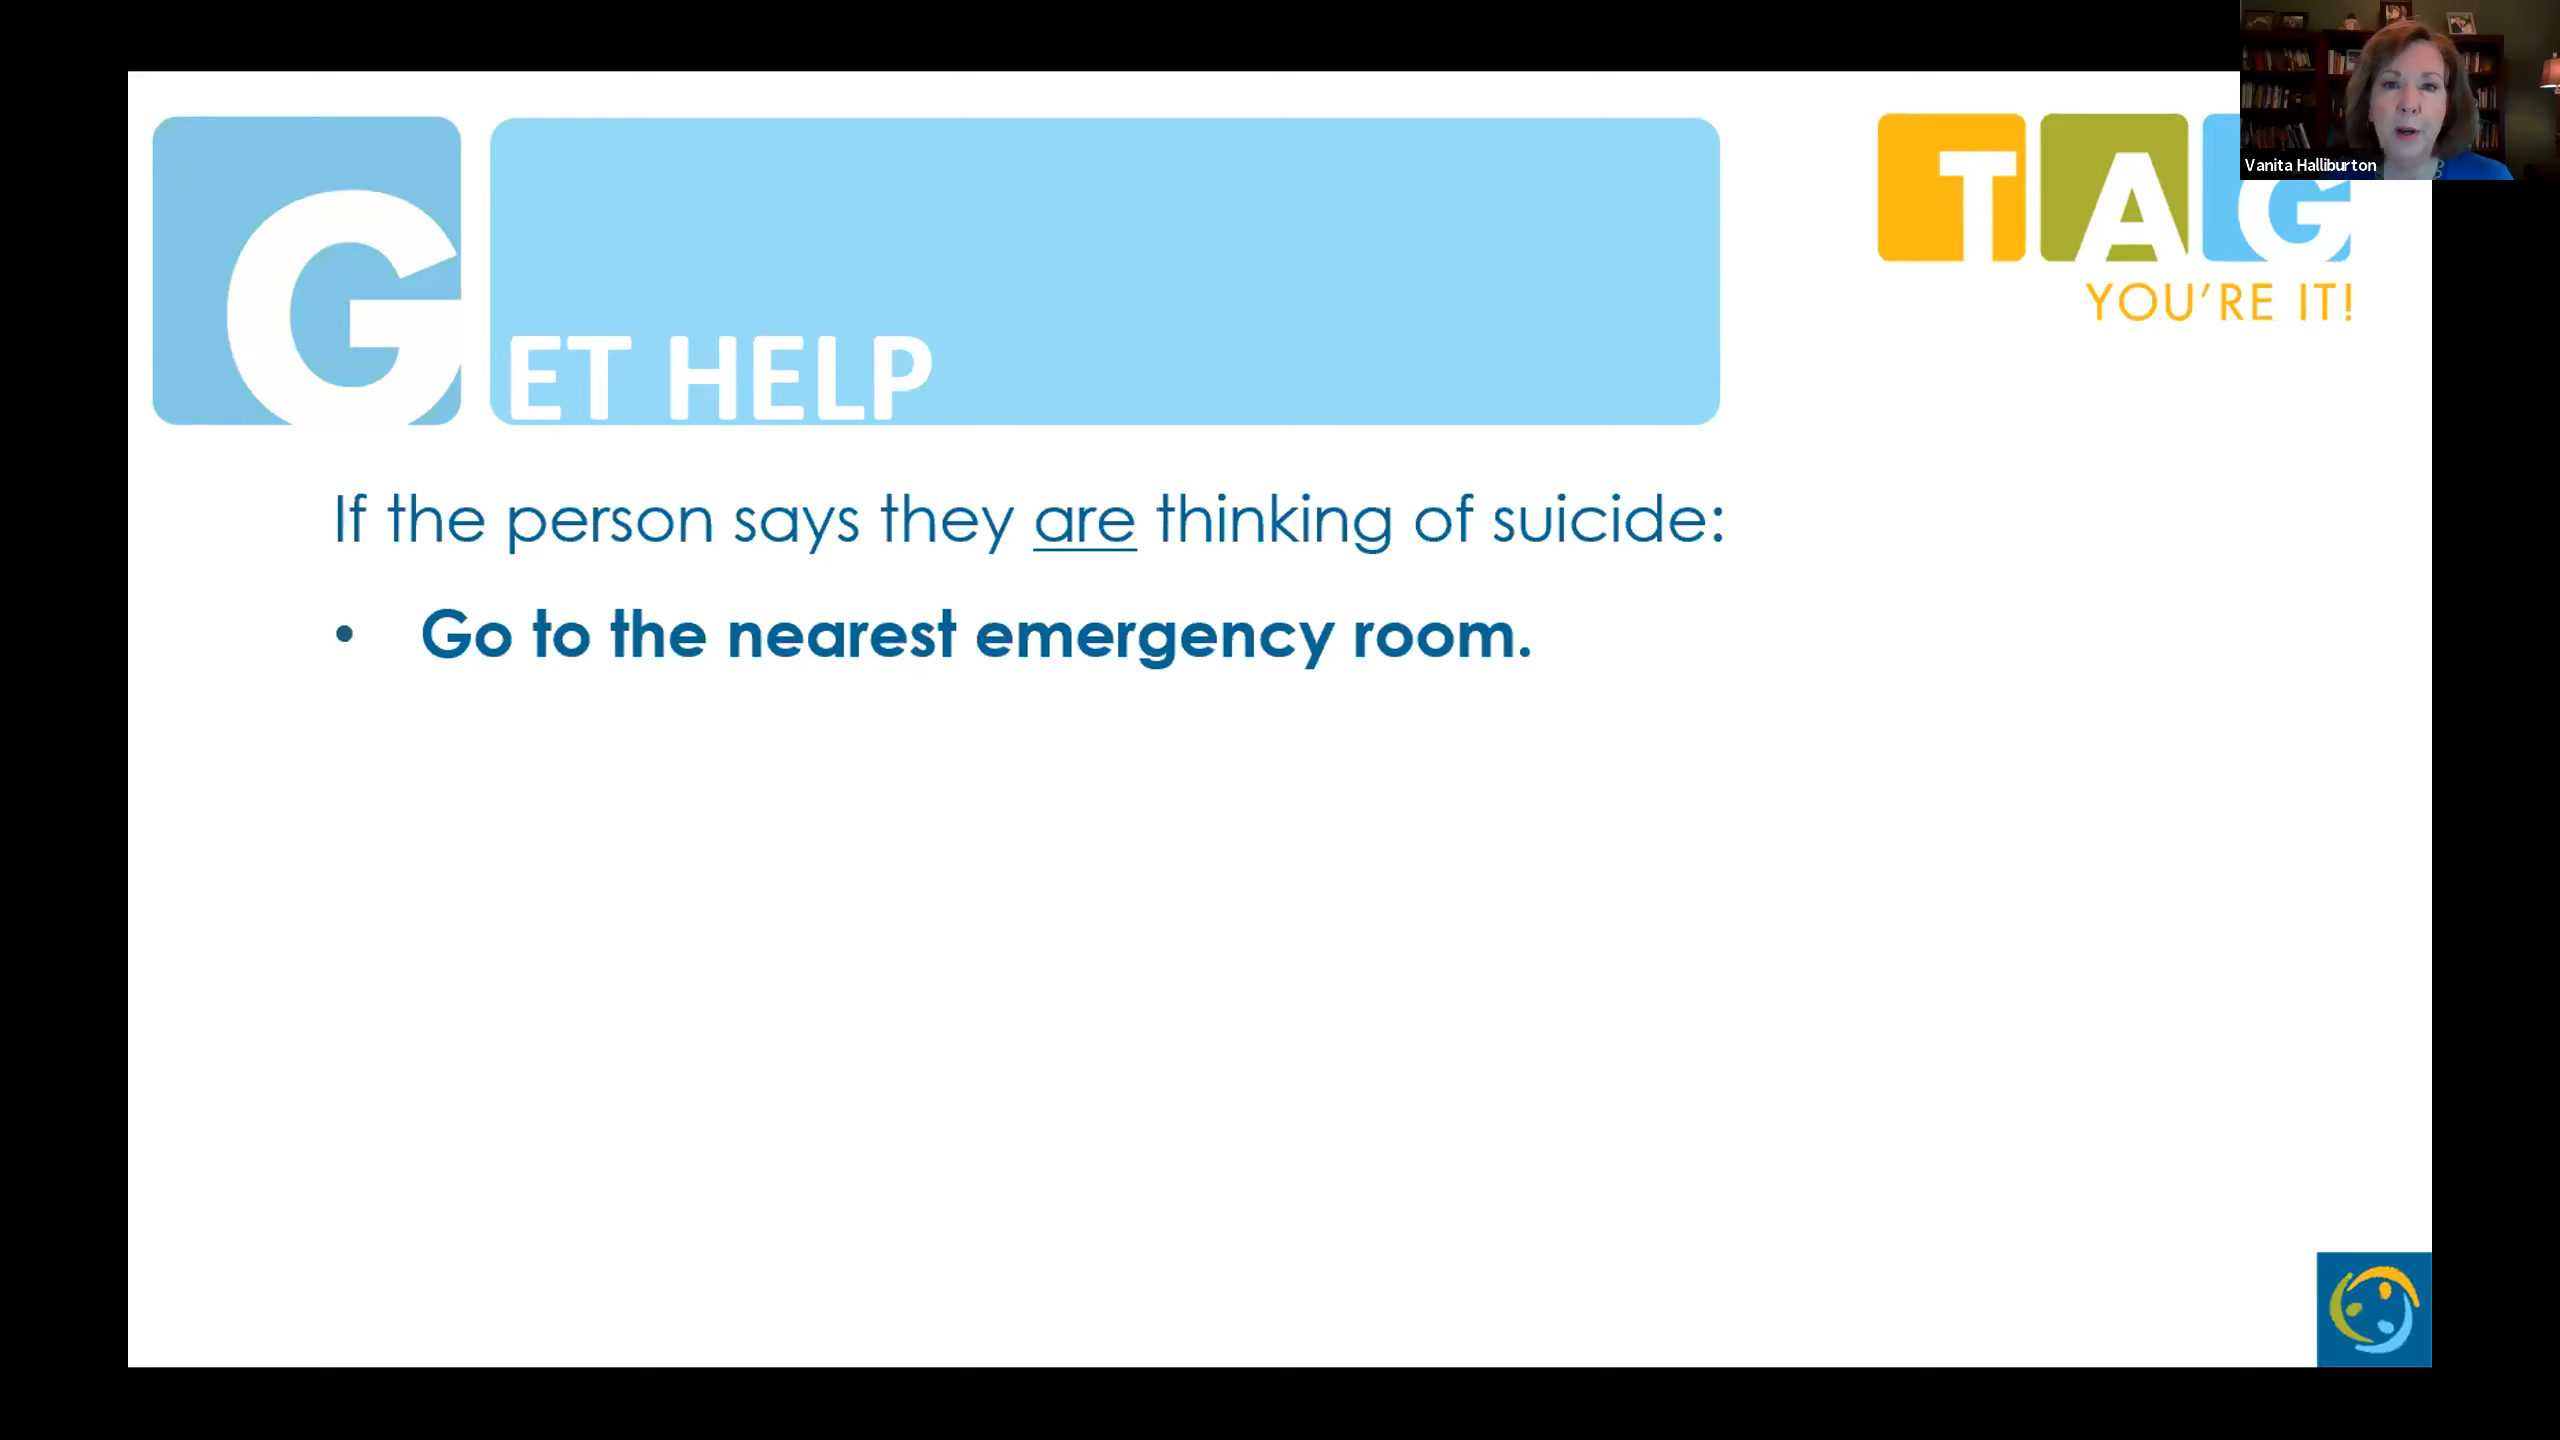 GET HELP
TAG
YOU'RE IT!
Vanita Halliburton
If the person says they are thinking of suicide:
• Go to the nearest emergency room.